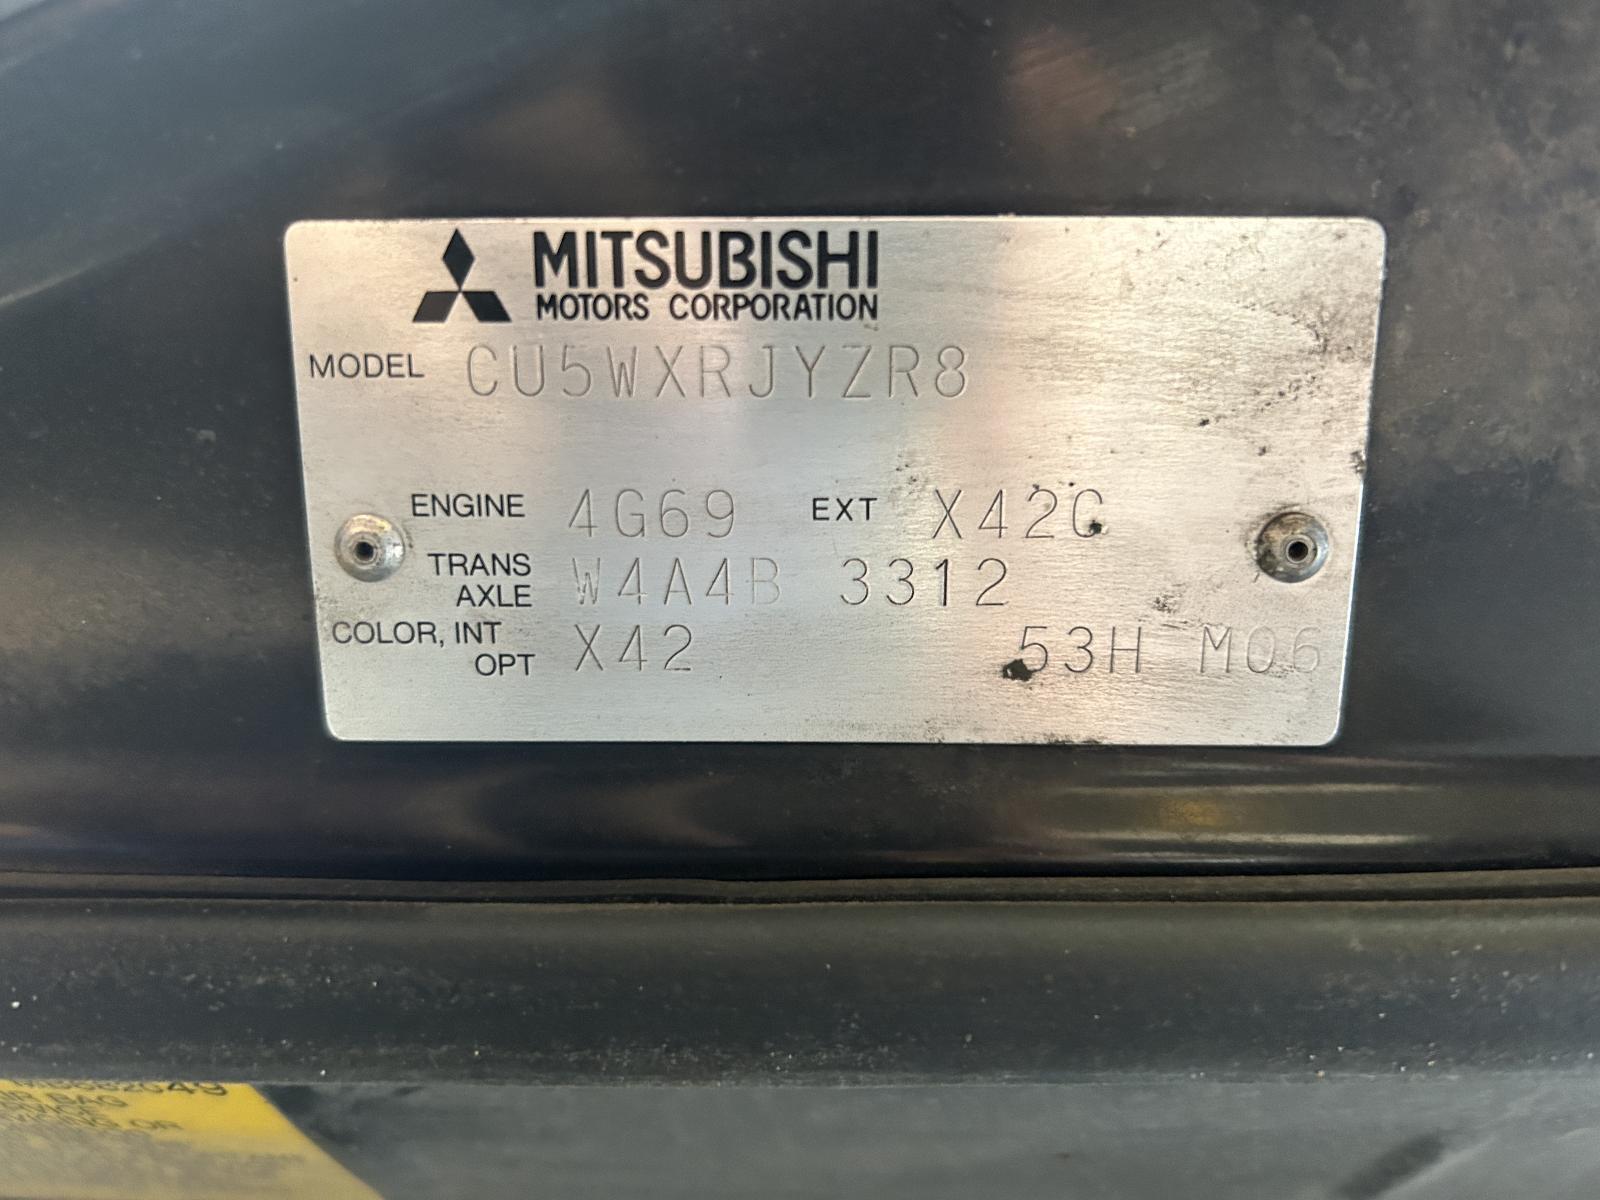 MITSUBISHI
MOTORS CORPORATION
MODEL CU5WXRJYZR8
ENGINE 4G69 EXT X42C
TRANS AXLE W4A4B 3312
COLOR, INT OPT X42 53H M06
BAG